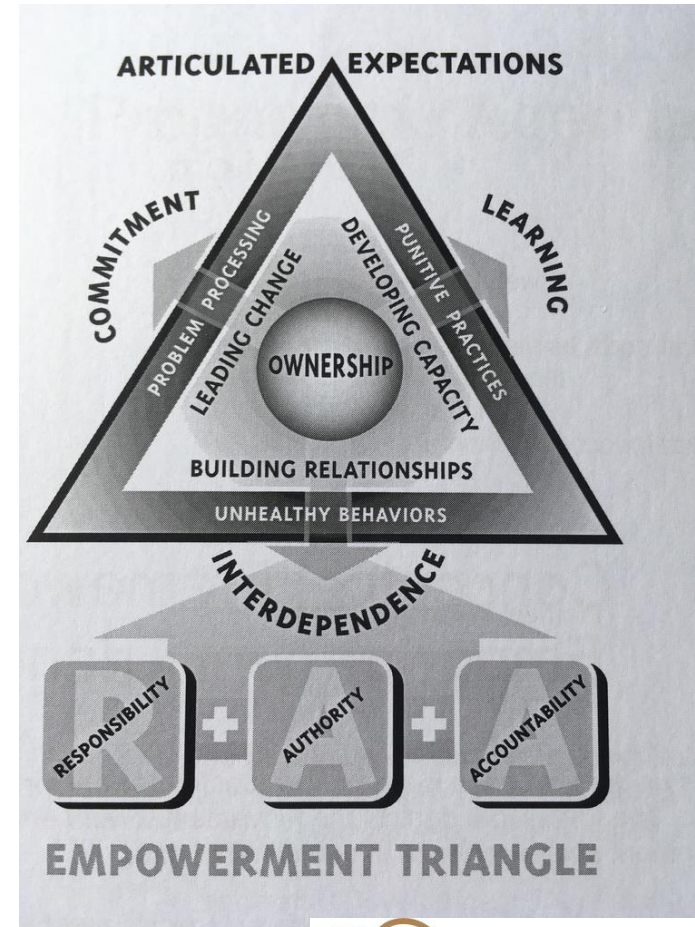 ARTICULATED EXPECTATIONS
COMMITMENT
LEARNING
PROBLEM PROCESSING
LEADING CHANGE
DEVELOPING CAPACITY
PUNITIVE PRACTICES
OWNERSHIP
BUILDING RELATIONSHIPS
UNHEALTHY BEHAVIORS
INTERDEPENDENCE
R
RESPONSIBILITY
+
A
AUTHORITY
+
A
ACCOUNTABILITY
EMPOWERMENT TRIANGLE